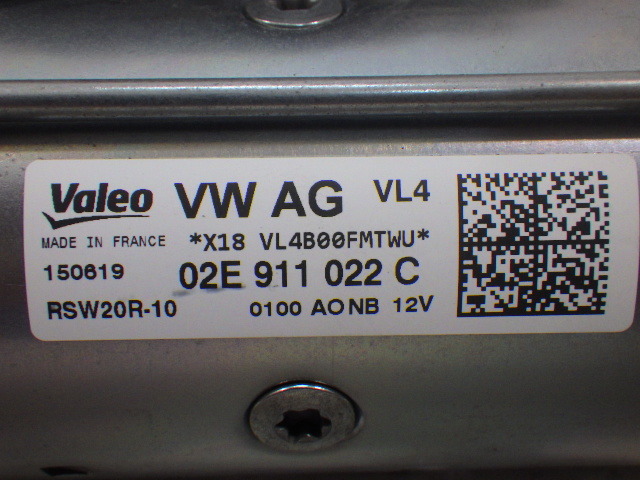 Valeo VW AG VL4
MADE IN FRANCE *X18 VL4B00FMTWU*
150619 02E 911 022 C
RSW20R-10 0100 AONB 12V